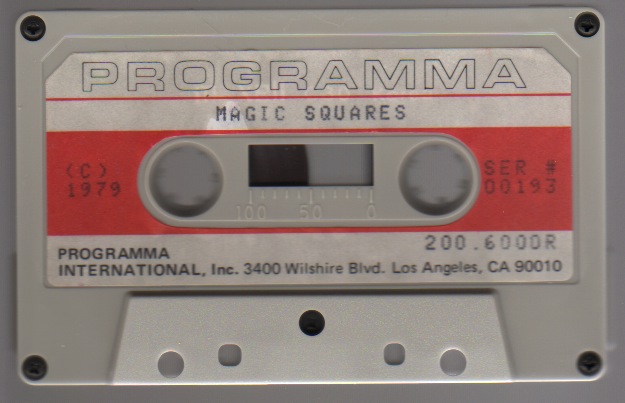 PROGRAMMA
MAGIC SQUARES
(C)
1979
SER #
00193
100 50 0
200.6000R
PROGRAMMA
INTERNATIONAL, Inc. 3400 Wilshire Blvd. Los Angeles, CA 90010